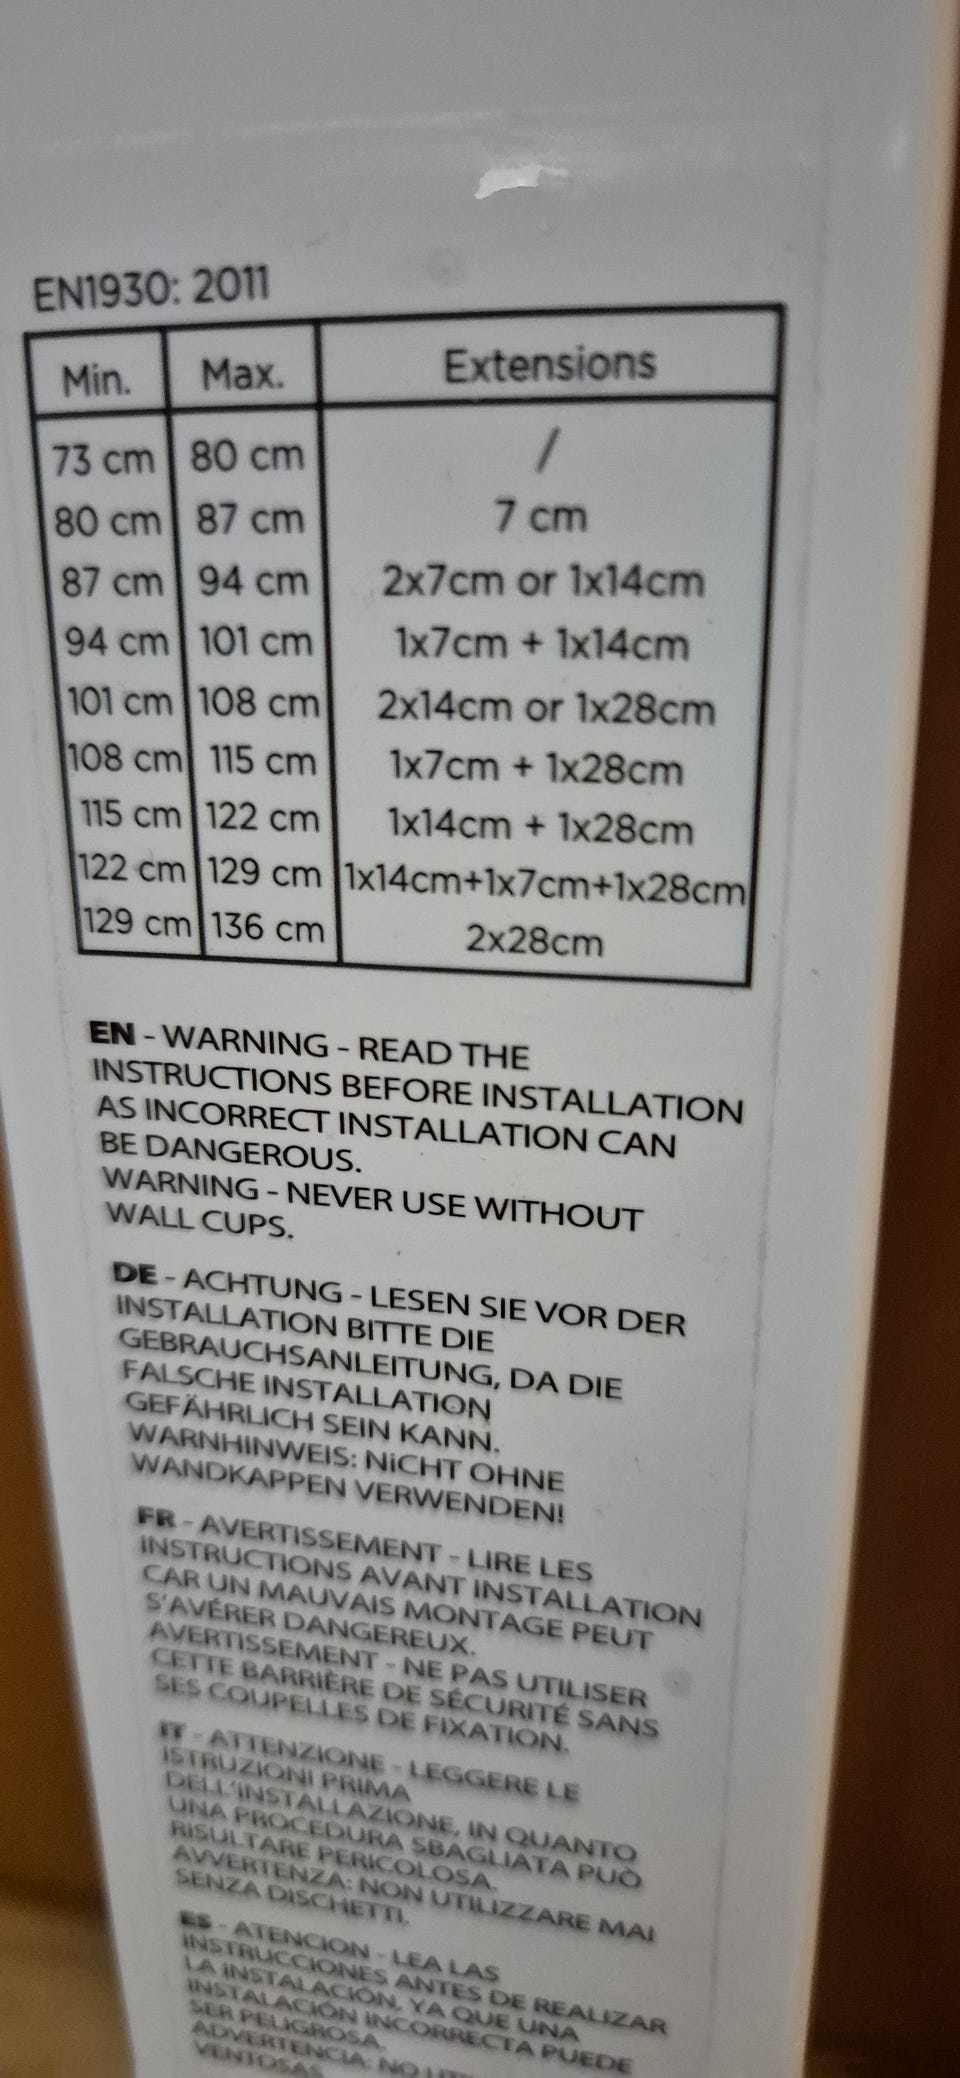 EN1930: 2011
Min. Max. Extensions
73 cm 80 cm /
80 cm 87 cm 7 cm
87 cm 94 cm 2x7cm or 1x14cm
94 cm 101 cm 1x7cm + 1x14cm
101 cm 108 cm 2x14cm or 1x28cm
108 cm 115 cm 1x7cm + 1x28cm
115 cm 122 cm 1x14cm + 1x28cm
122 cm 129 cm 1x14cm+1x7cm+1x28cm
129 cm 136 cm 2x28cm
EN - WARNING - READ THE
INSTRUCTIONS BEFORE INSTALLATION
AS INCORRECT INSTALLATION CAN
BE DANGEROUS.
WARNING - NEVER USE WITHOUT
WALL CUPS.
DE - ACHTUNG - LESEN SIE VOR DER
INSTALLATION BITTE DIE
GEBRAUCHSANLEITUNG, DA DIE
FALSCHE INSTALLATION
GEFÄHRLICH SEIN KANN.
WARNHINWEIS: NiCHT OHNE
WANDKAPPEN VERWENDEN!
FR - AVERTISSEMENT - LIRE LES
INSTRUCTIONS AVANT INSTALLATION
CAR UN MAUVAIS MONTAGE PEUT
S'AVÉRER DANGEREUX.
AVERTISSEMENT - NE PAS UTILISER
CETTE BARRIÈRE DE SÉCURITÉ SANS
SES COUPELLES DE FIXATION.
IT - ATTENZIONE - LEGGERE LE
ISTRUZIONI PRIMA
DELL'INSTALLAZIONE, IN QUANTO
UNA PROCEDURA SBAGLIATA PUÒ
RISULTARE PERICOLOSA.
AVVERTENZA: NON UTILIZZARE MAI
SENZA DISCHETTI.
ES - ATENCION - LEA LAS
INSTRUCCIONES ANTES DE REALIZAR
LA INSTALACIÓN, YA QUE UNA
INSTALACIÓN INCORRECTA PUEDE
SER PELIGROSA.
ADVERTENCIA: NO
VENTOSAS